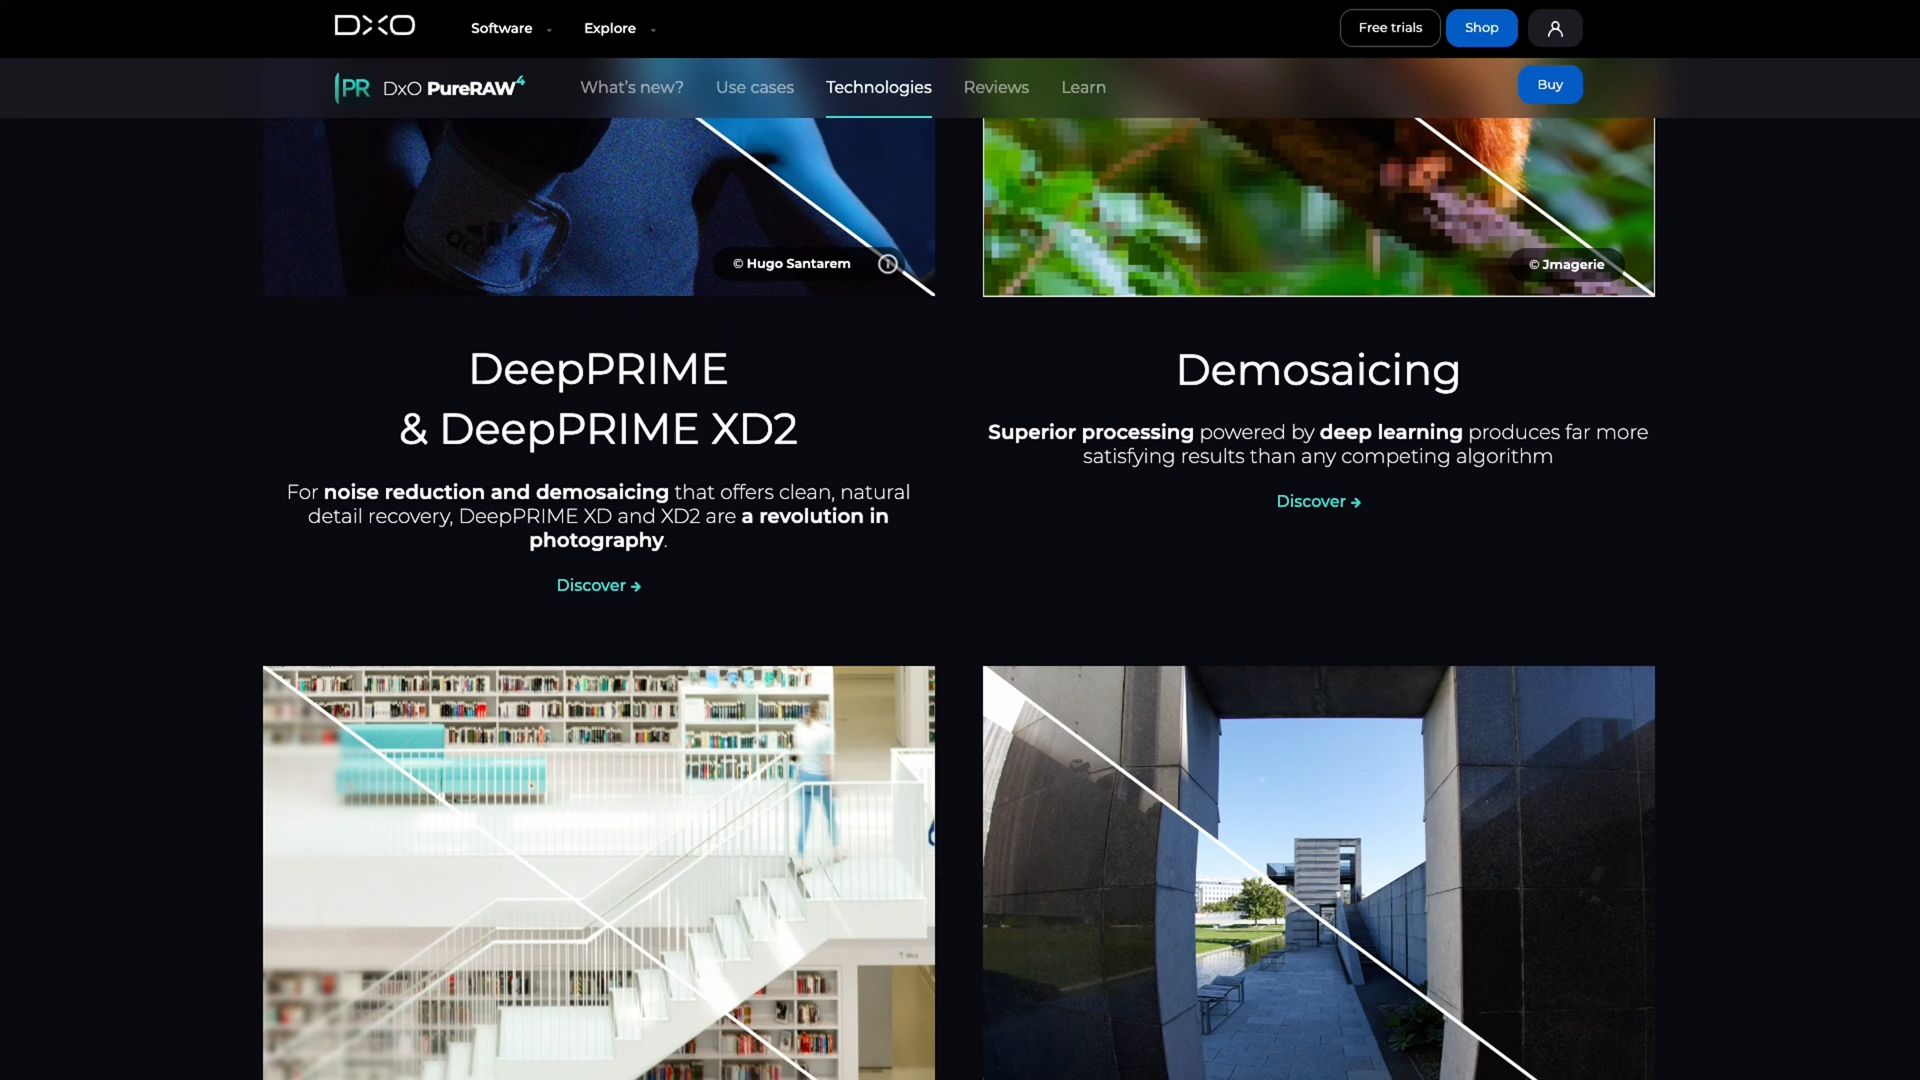 DXO
Software
Explore
Free trials
Shop
PR DxO PureRAW4
What's new?
Use cases
Technologies
Reviews
Learn
Buy
adidas
© Hugo Santarem
© Jmagerie
DeepPRIME
& DeepPRIME XD2
For noise reduction and demosaicing that offers clean, natural
detail recovery, DeepPRIME XD and XD2 are a revolution in
photography.
Discover →
Demosaicing
Superior processing powered by deep learning produces far more
satisfying results than any competing algorithm
Discover →